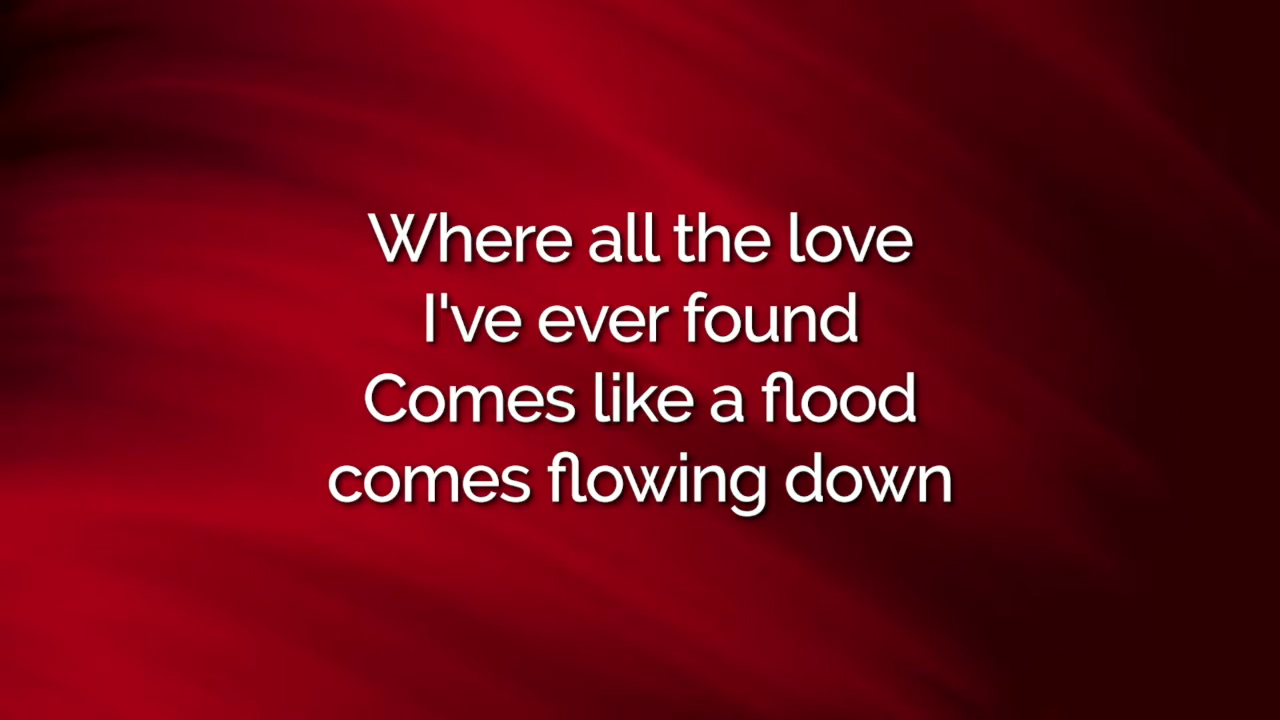 Where all the love
I've ever found
Comes like a flood
comes flowing down